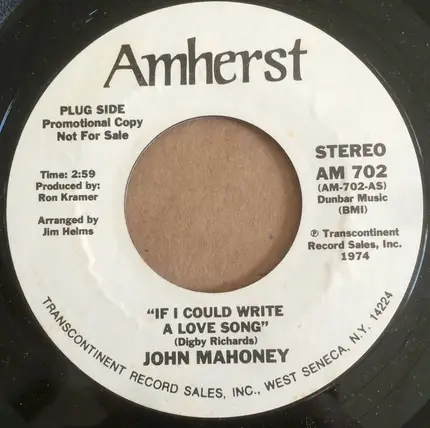 Amherst
PLUG SIDE
Promotional Copy
Not For Sale
Time: 2:59
Produced by:
Ron Kramer
Arranged by
Jim Helms
STEREO
AM 702
(AM-702-AS)
Dunbar Music
(BMI)
℗ Transcontinent
Record Sales, Inc.
1974
"IF I COULD WRITE
A LOVE SONG"
(Digby Richards)
JOHN MAHONEY
TRANSCONTINENT RECORD SALES, INC., WEST SENECA, N.Y. 14224